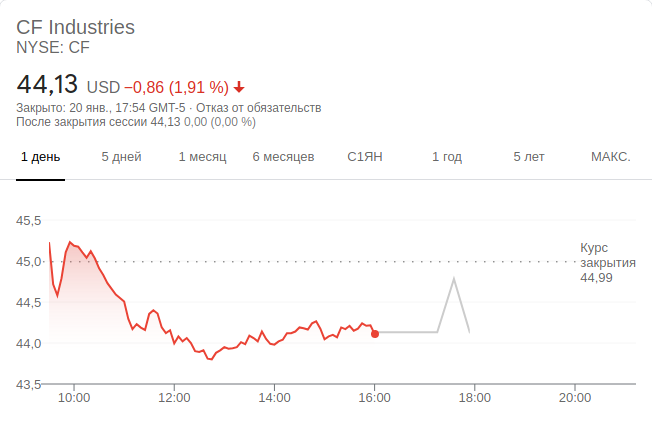 CF Industries
NYSE: CF
44,13 USD −0,86 (1,91 %)
Закрыто: 20 янв., 17:54 GMT-5 · Отказ от обязательств
После закрытия сессии 44,13 0,00 (0,00 %)
1 день 5 дней 1 месяц 6 месяцев С1ЯН 1 год 5 лет МАКС.
45,5
45,0
44,5
44,0
43,5
Курс
закрытия
44,99
10:00 12:00 14:00 16:00 18:00 20:00